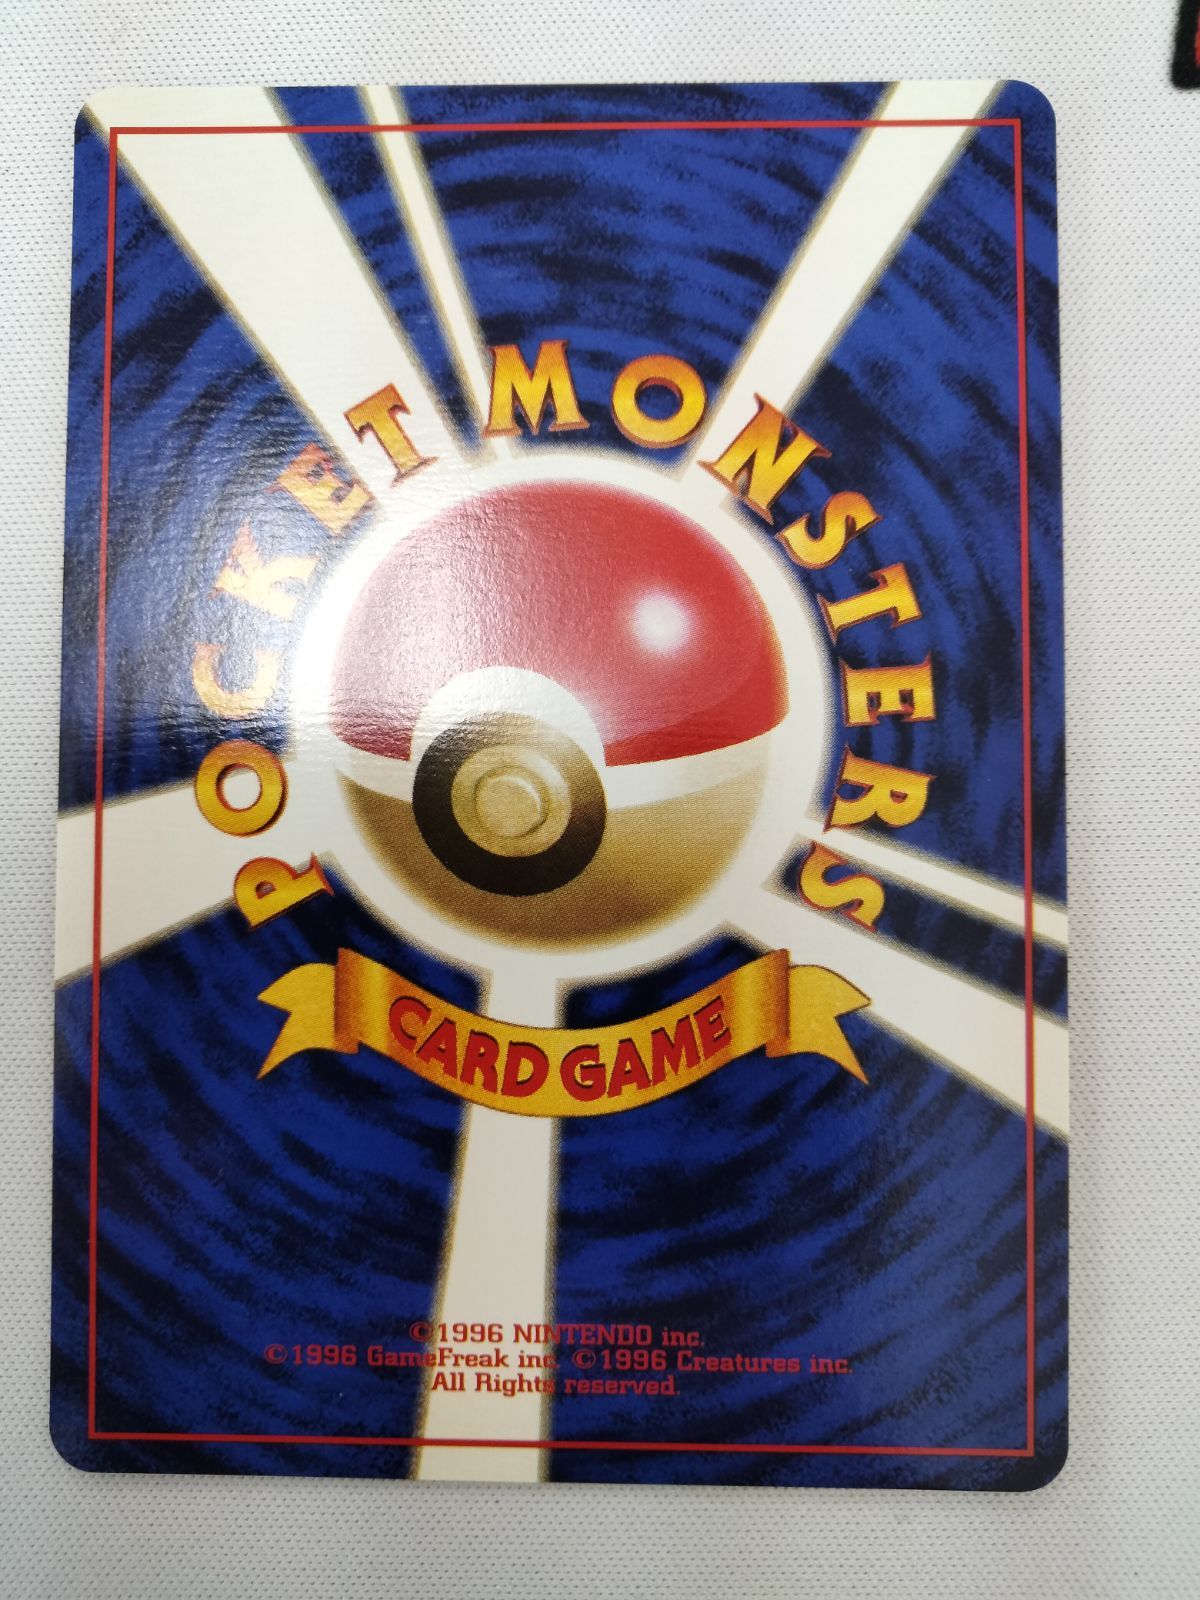 POCKET MONSTERS
CARD GAME
©1996 NINTENDO inc.
©1996 GameFreak inc. ©1996 Creatures inc.
All Rights reserved.